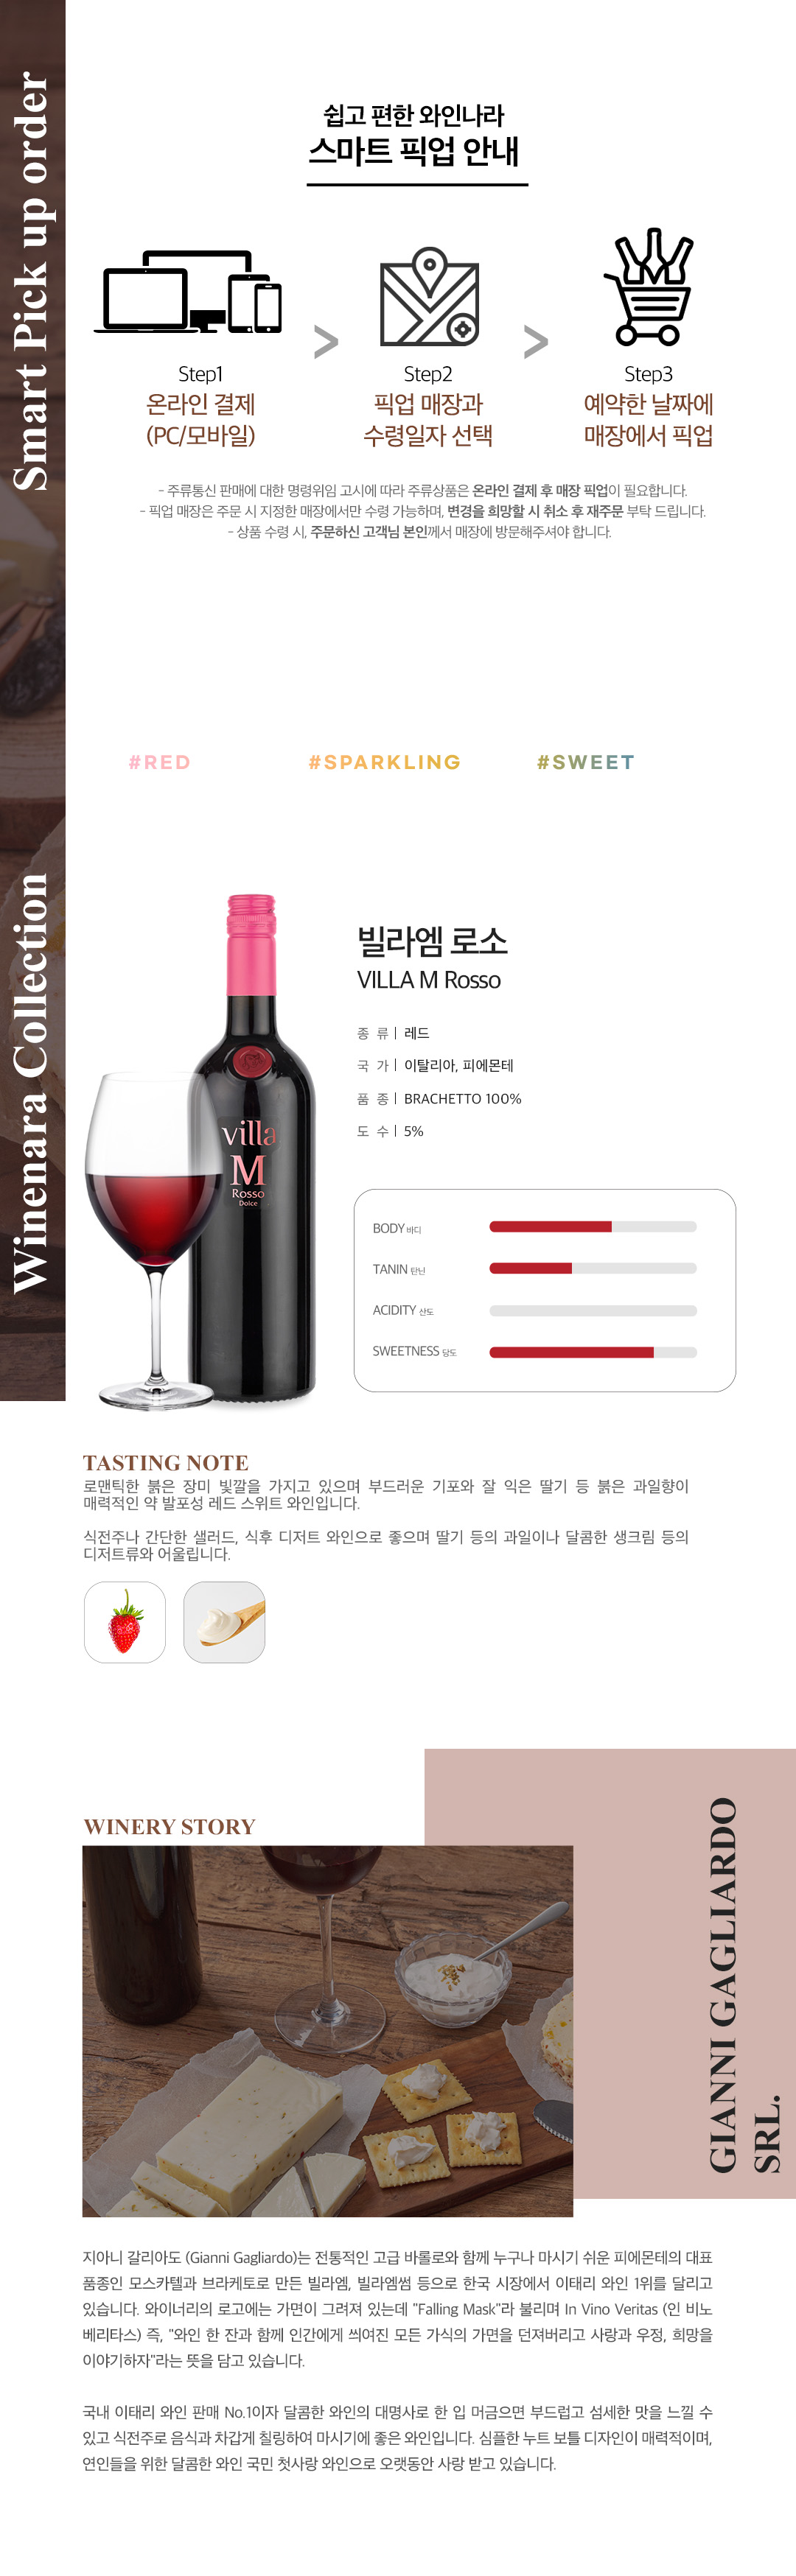 Smart Pick up order
쉽고 편한 와인나라
스마트 픽업 안내
Step1
온라인 결제
(PC/모바일)
>
Step2
픽업 매장과
수령일자 선택
>
Step3
예약한 날짜에
매장에서 픽업
- 주류통신 판매에 대한 명령위임 고시에 따라 주류상품은 온라인 결제 후 매장 픽업이 필요합니다.
- 픽업 매장은 주문 시 지정한 매장에서만 수령 가능하며, 변경을 희망할 시 취소 후 재주문 부탁 드립니다.
- 상품 수령 시, 주문하신 고객님 본인께서 매장에 방문해주셔야 합니다.
#RED #SPARKLING #SWEET
Winenara Collection
villa
M
Rosso
Dolce
빌라엠 로소
VILLA M Rosso
종 류 | 레드
국 가 | 이탈리아, 피에몬테
품 종 | BRACHETTO 100%
도 수 | 5%
BODY 바디
TANIN 탄닌
ACIDITY 산도
SWEETNESS 당도
TASTING NOTE
로맨틱한 붉은 장미 빛깔을 가지고 있으며 부드러운 기포와 잘 익은 딸기 등 붉은 과일향이
매력적인 약 발포성 레드 스위트 와인입니다.
식전주나 간단한 샐러드, 식후 디저트 와인으로 좋으며 딸기 등의 과일이나 달콤한 생크림 등의
디저트류와 어울립니다.
WINERY STORY
GIANNI GAGLIARDO
SRL.
지아니 갈리아도 (Gianni Gagliardo)는 전통적인 고급 바롤로와 함께 누구나 마시기 쉬운 피에몬테의 대표
품종인 모스카텔과 브라케토로 만든 빌라엠, 빌라엠썸 등으로 한국 시장에서 이태리 와인 1위를 달리고
있습니다. 와이너리의 로고에는 가면이 그려져 있는데 "Falling Mask"라 불리며 In Vino Veritas (인 비노
베리타스) 즉, "와인 한 잔과 함께 인간에게 씌여진 모든 가식의 가면을 던져버리고 사랑과 우정, 희망을
이야기하자"라는 뜻을 담고 있습니다.
국내 이태리 와인 판매 No.1이자 달콤한 와인의 대명사로 한 입 머금으면 부드럽고 섬세한 맛을 느낄 수
있고 식전주로 음식과 차갑게 칠링하여 마시기에 좋은 와인입니다. 심플한 누트 보틀 디자인이 매력적이며,
연인들을 위한 달콤한 와인 국민 첫사랑 와인으로 오랫동안 사랑 받고 있습니다.